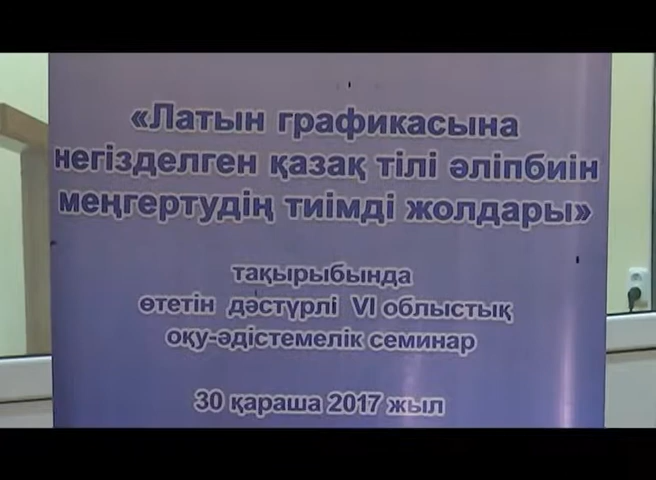 «Латын графикасына
негізделген қазақ тілі әліпбиін
меңгертудің тиімді жолдары»
тақырыбында
өтетін дәстүрлі VI облыстық
оқу-әдістемелік семинар
30 қараша 2017 жыл